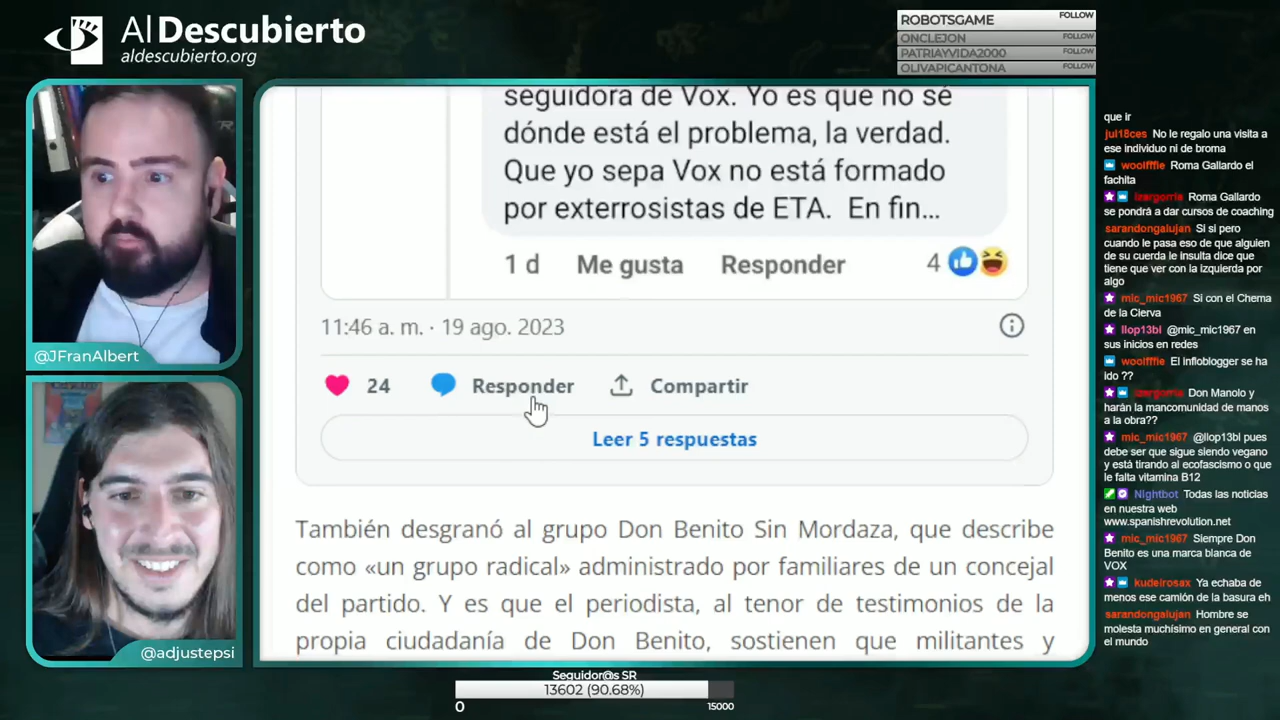 Al Descubierto
aldescubierto.org
ROBOTSGAME
FOLLOW
ONCLEJON
FOLLOW
PATRIAYVIDA2000
FOLLOW
OLIVAPICANTONA
FOLLOW
@JFranAlbert
@adjustepsi
seguidora de Vox. Yo es que no sé
dónde está el problema, la verdad.
Que yo sepa Vox no está formado
por exterrosistas de ETA. En fin...
1 d Me gusta Responder 4
11:46 a. m. · 19 ago. 2023
24 Responder Compartir
Leer 5 respuestas
También desgranó al grupo Don Benito Sin Mordaza, que describe
como «un grupo radical» administrado por familiares de un concejal
del partido. Y es que el periodista, al tenor de testimonios de la
propia ciudadanía de Don Benito, sostienen que militantes y
que ir
jul18ces No le regalo una visita a
ese individuo ni de broma
woolfffie Roma Gallardo el
fachita
Roma Gallardo
se pondrá a dar cursos de coaching
sarandongalujan Si si pero
cuando le pasa eso de que alguien
de su cuerda le insulta dice que
tiene que ver con la izquierda por
algo
mic_mic1967 Si con el Chema
de la Cierva
llop13bl @mic_mic1967 en
sus inicios en redes
woolfffie El infloblogger se ha
ido ??
Don Manolo y
harán la mancomunidad de manos
a la obra??
mic_mic1967 @llop13bl pues
debe ser que sigue siendo vegano
y está tirando al ecofascismo o que
le falta vitamina B12
Nightbot Todas las noticias
en nuestra web
www.spanishrevolution.net
mic_mic1967 Siempre Don
Benito es una marca blanca de
VOX
kudeirosax Ya echaba de
menos ese camión de la basura eh
sarandongalujan Hombre se
molesta muchísimo en general con
el mundo
Seguidor@s SR
13602 (90.68%)
0 15000